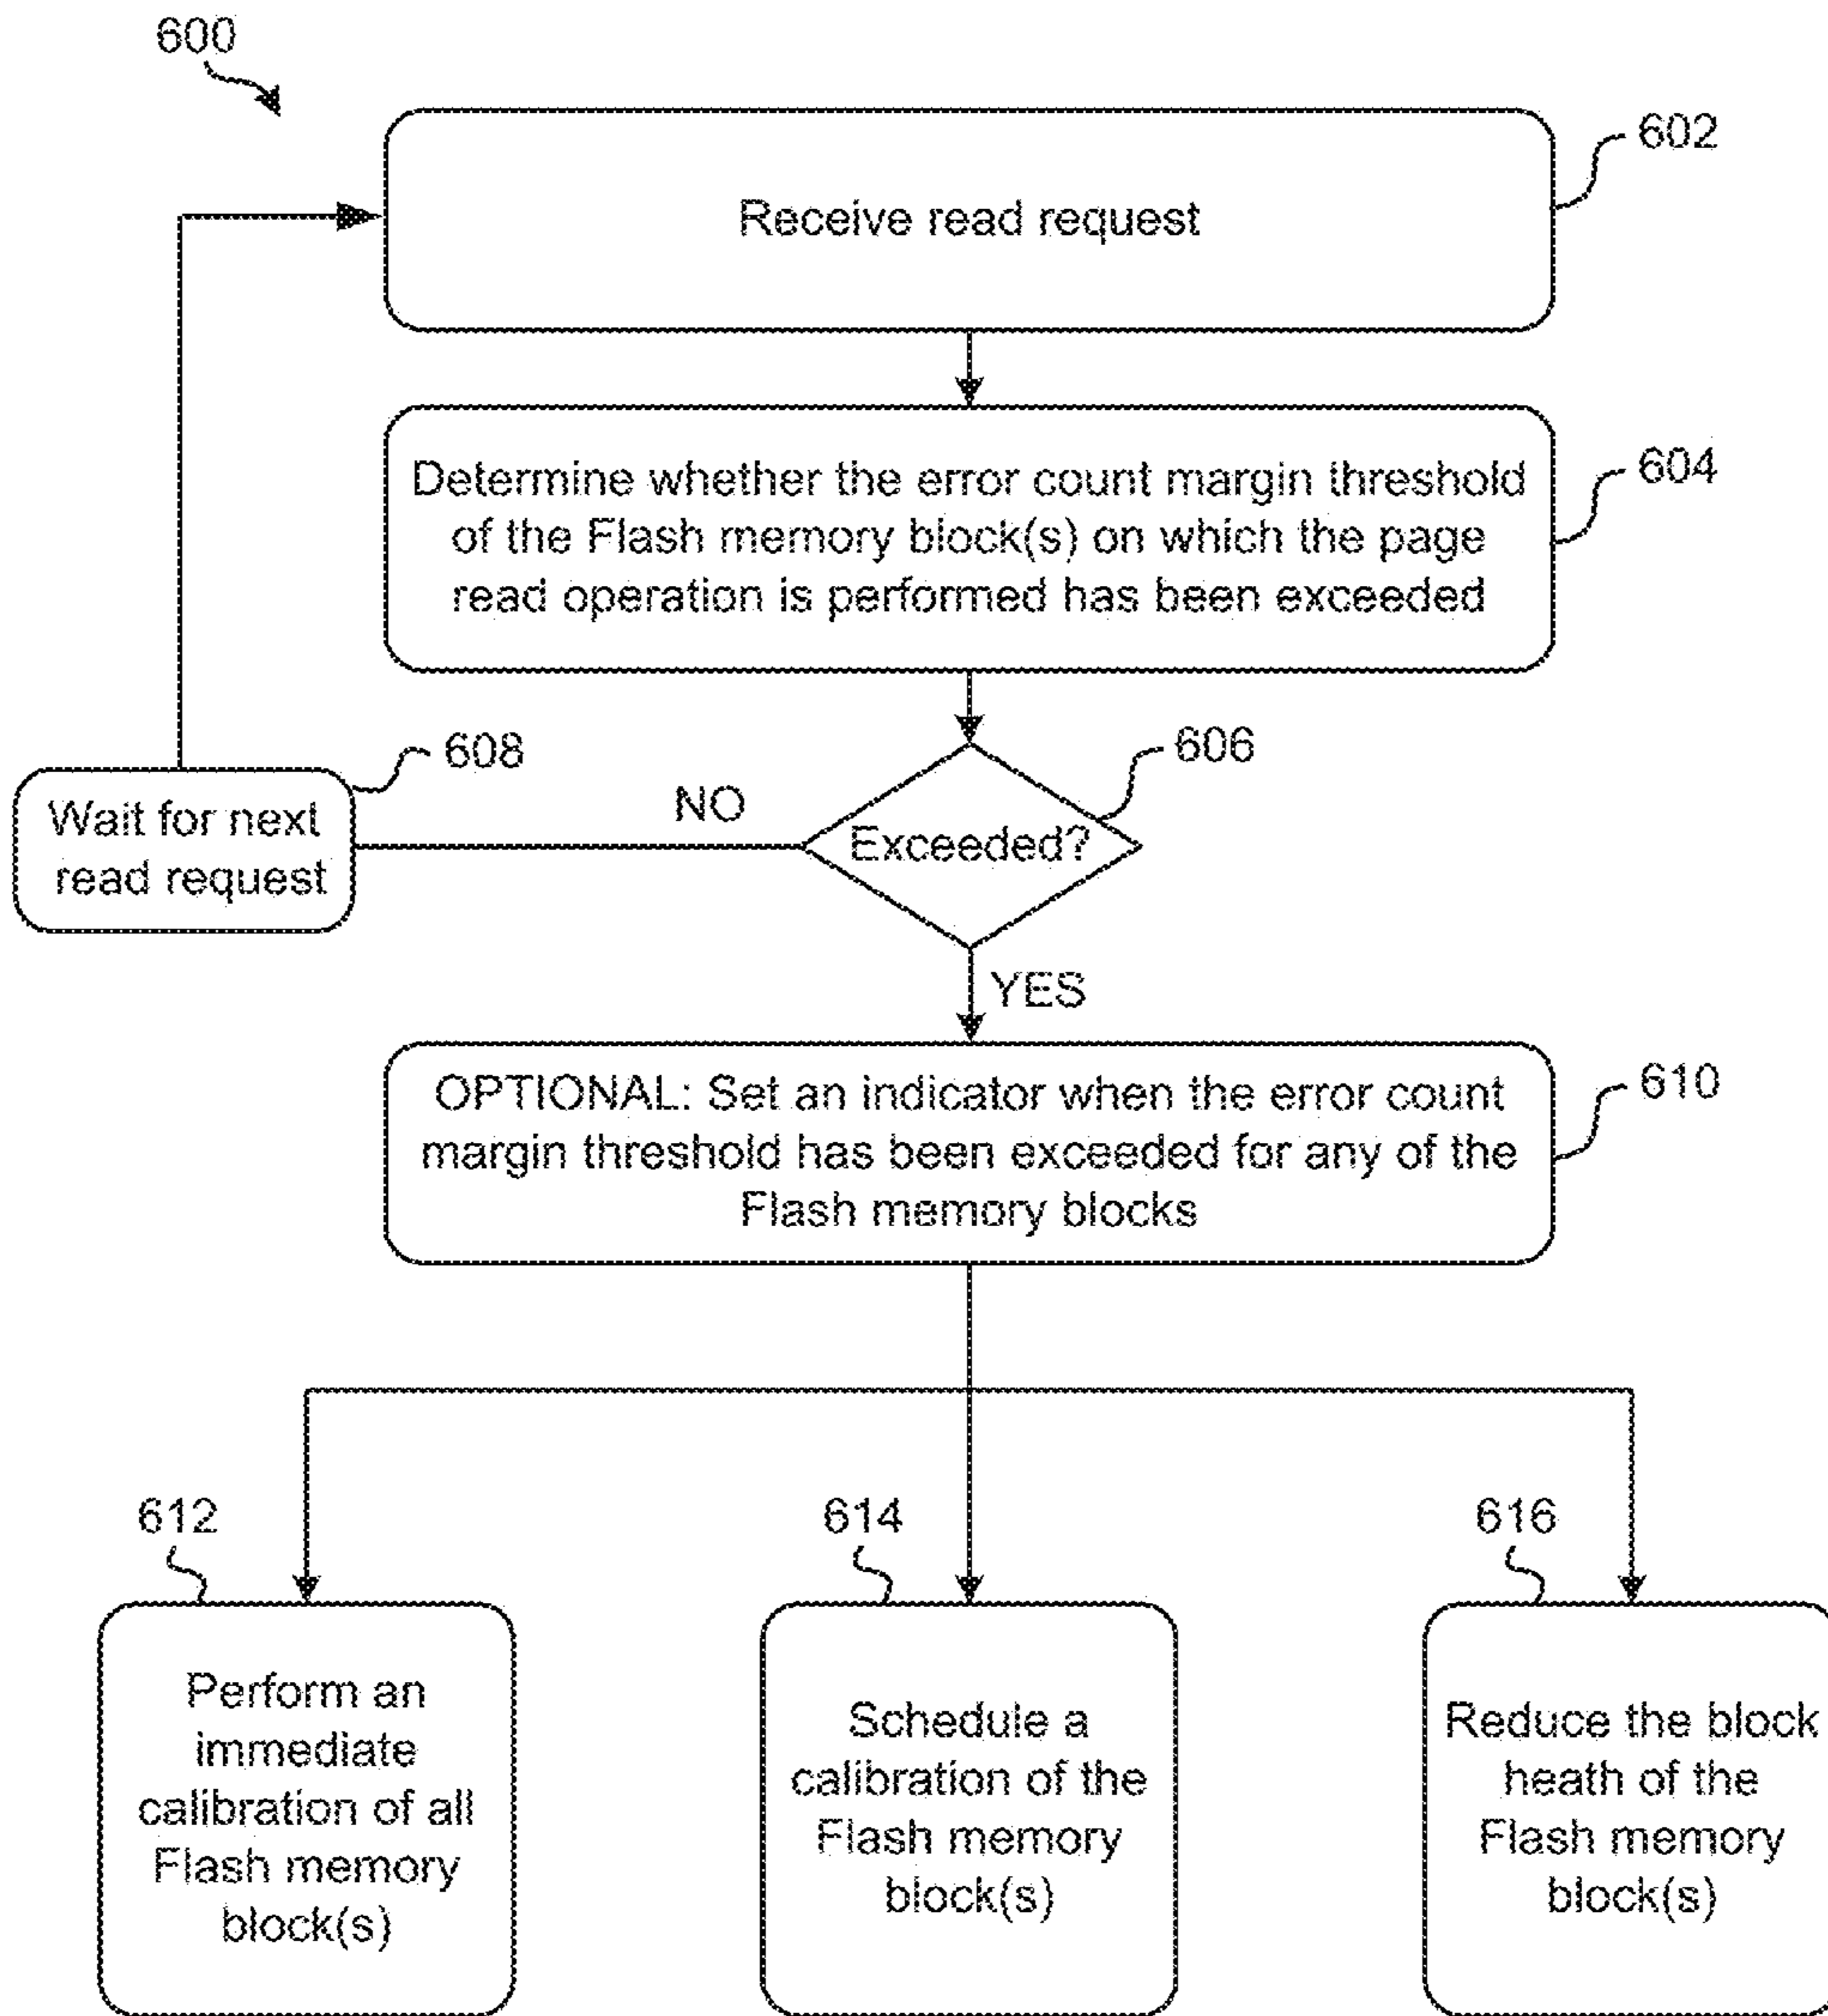 600
602
Receive read request
604
Determine whether the error count margin threshold
of the Flash memory block(s) on which the page
read operation is performed has been exceeded
608
606
Wait for next
read request
NO
Exceeded?
YES
610
OPTIONAL: Set an indicator when the error count
margin threshold has been exceeded for any of the
Flash memory blocks
612
Perform an
immediate
calibration of all
Flash memory
block(s)
614
Schedule a
calibration of the
Flash memory
block(s)
616
Reduce the block
heath of the
Flash memory
block(s)